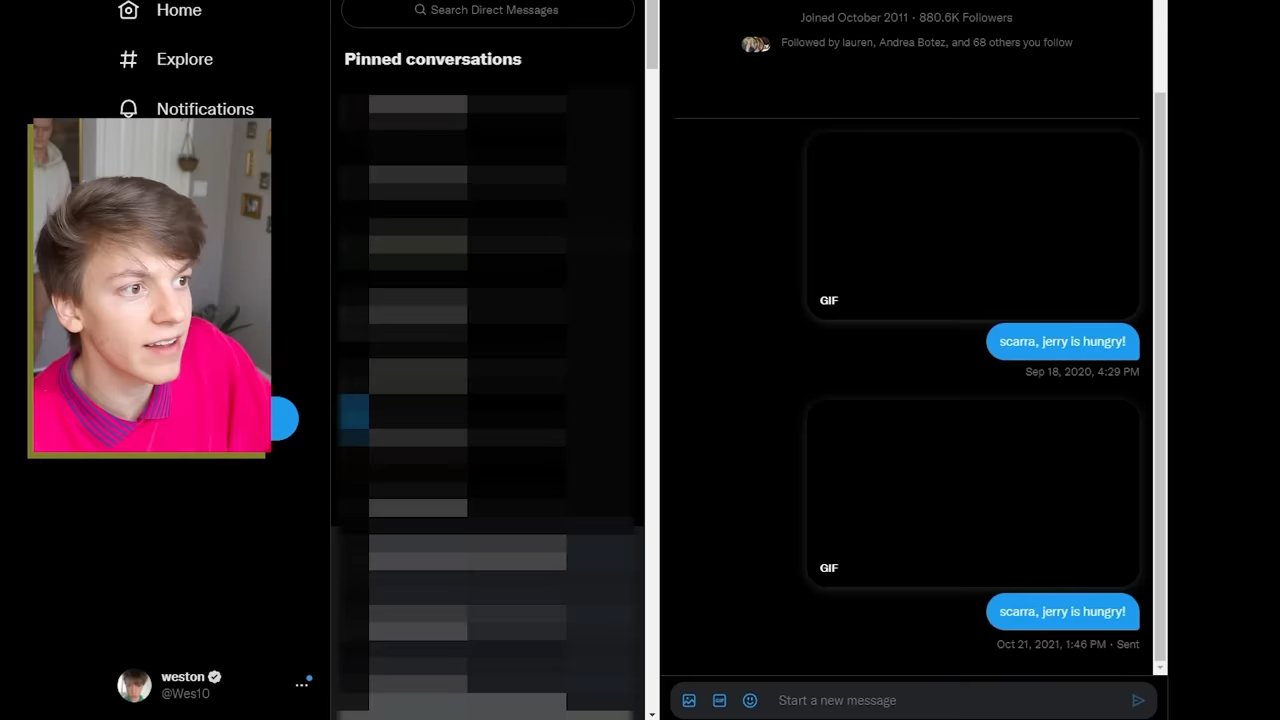 Home
Explore
Notifications
weston
@Wes10
Search Direct Messages
Pinned conversations
Joined October 2011 · 880.6K Followers
Followed by lauren, Andrea Botez, and 68 others you follow
GIF
scarra, jerry is hungry!
Sep 18, 2020, 4:29 PM
GIF
scarra, jerry is hungry!
Oct 21, 2021, 1:46 PM · Sent
GIF
Start a new message